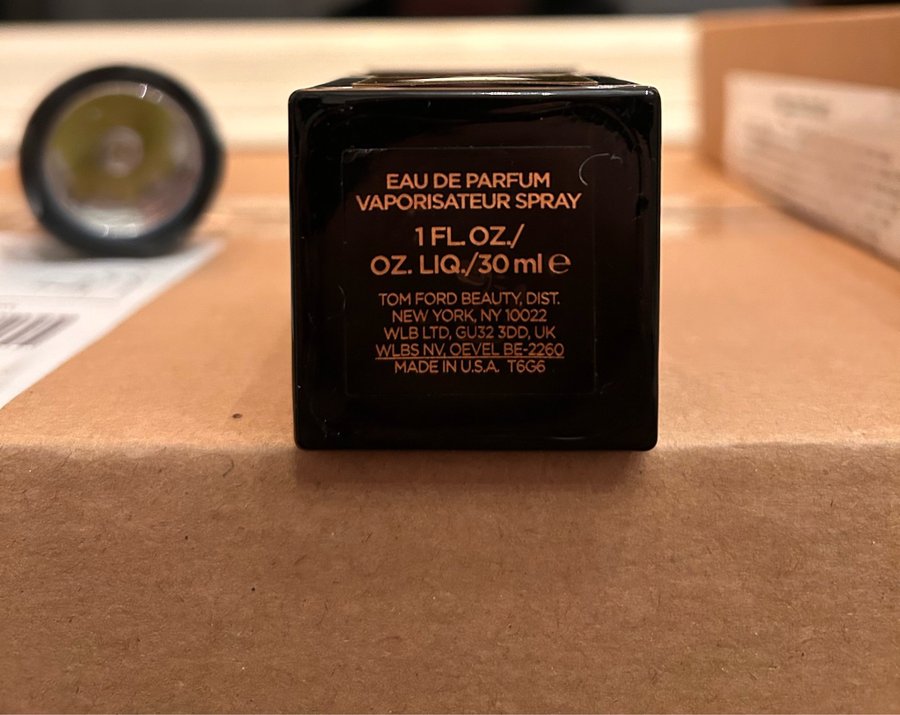 EAU DE PARFUM
VAPORISATEUR SPRAY
1 FL. OZ./
OZ. LIQ./30 ml ℮
TOM FORD BEAUTY, DIST.
NEW YORK, NY 10022
WLB LTD, GU32 3DD, UK
WLBS NV, OEVEL BE-2260
MADE IN U.S.A. T6G6